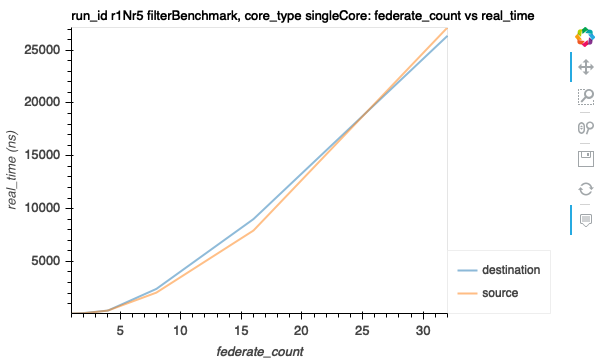 run_id r1Nr5 filterBenchmark, core_type singleCore: federate_count vs real_time
25000
20000
15000
10000
5000
real_time (ns)
5
10
15
20
25
30
federate_count
destination
source